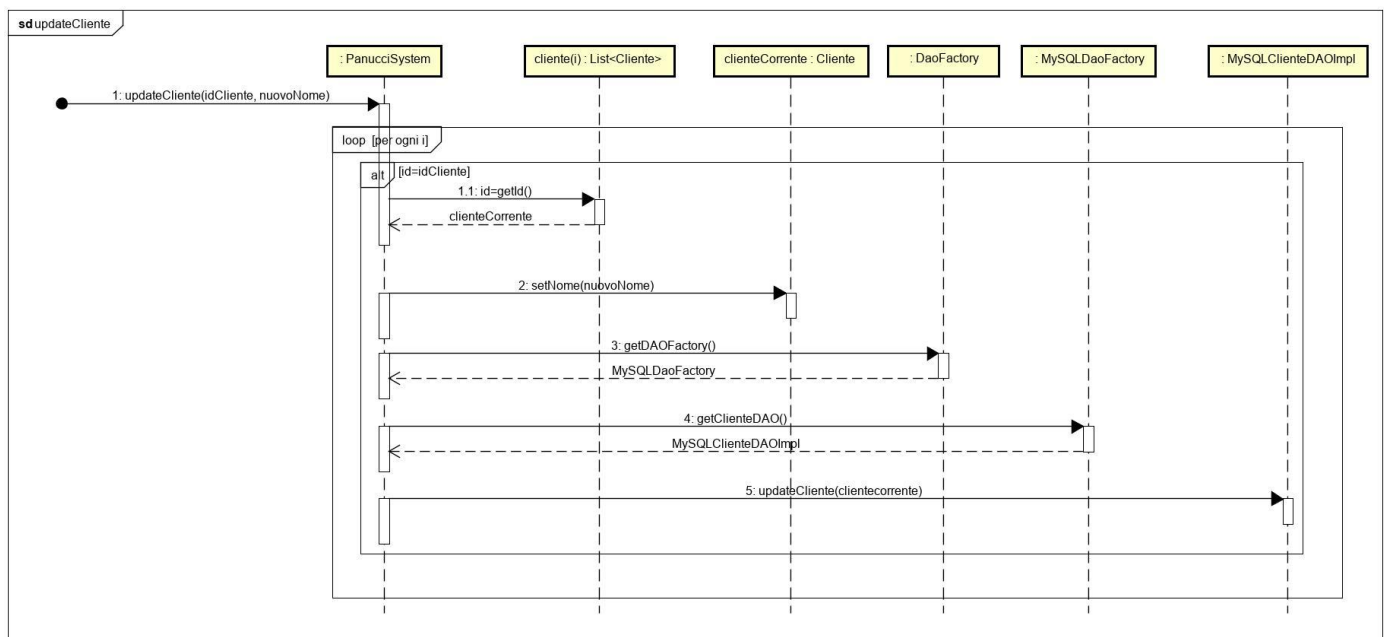 sd updateCliente
: PanucciSystem
cliente(i) : List<Cliente>
clienteCorrente : Cliente
: DaoFactory
: MySQLDaoFactory
: MySQLClienteDAOImpl
1: updateCliente(idCliente, nuovoNome)
loop [per ogni i]
alt [id=idCliente]
1.1: id=getId()
clienteCorrente
2: setNome(nuovoNome)
3: getDAOFactory()
MySQLDaoFactory
4: getClienteDAO()
MySQLClienteDAOImpl
5: updateCliente(clientecorrente)